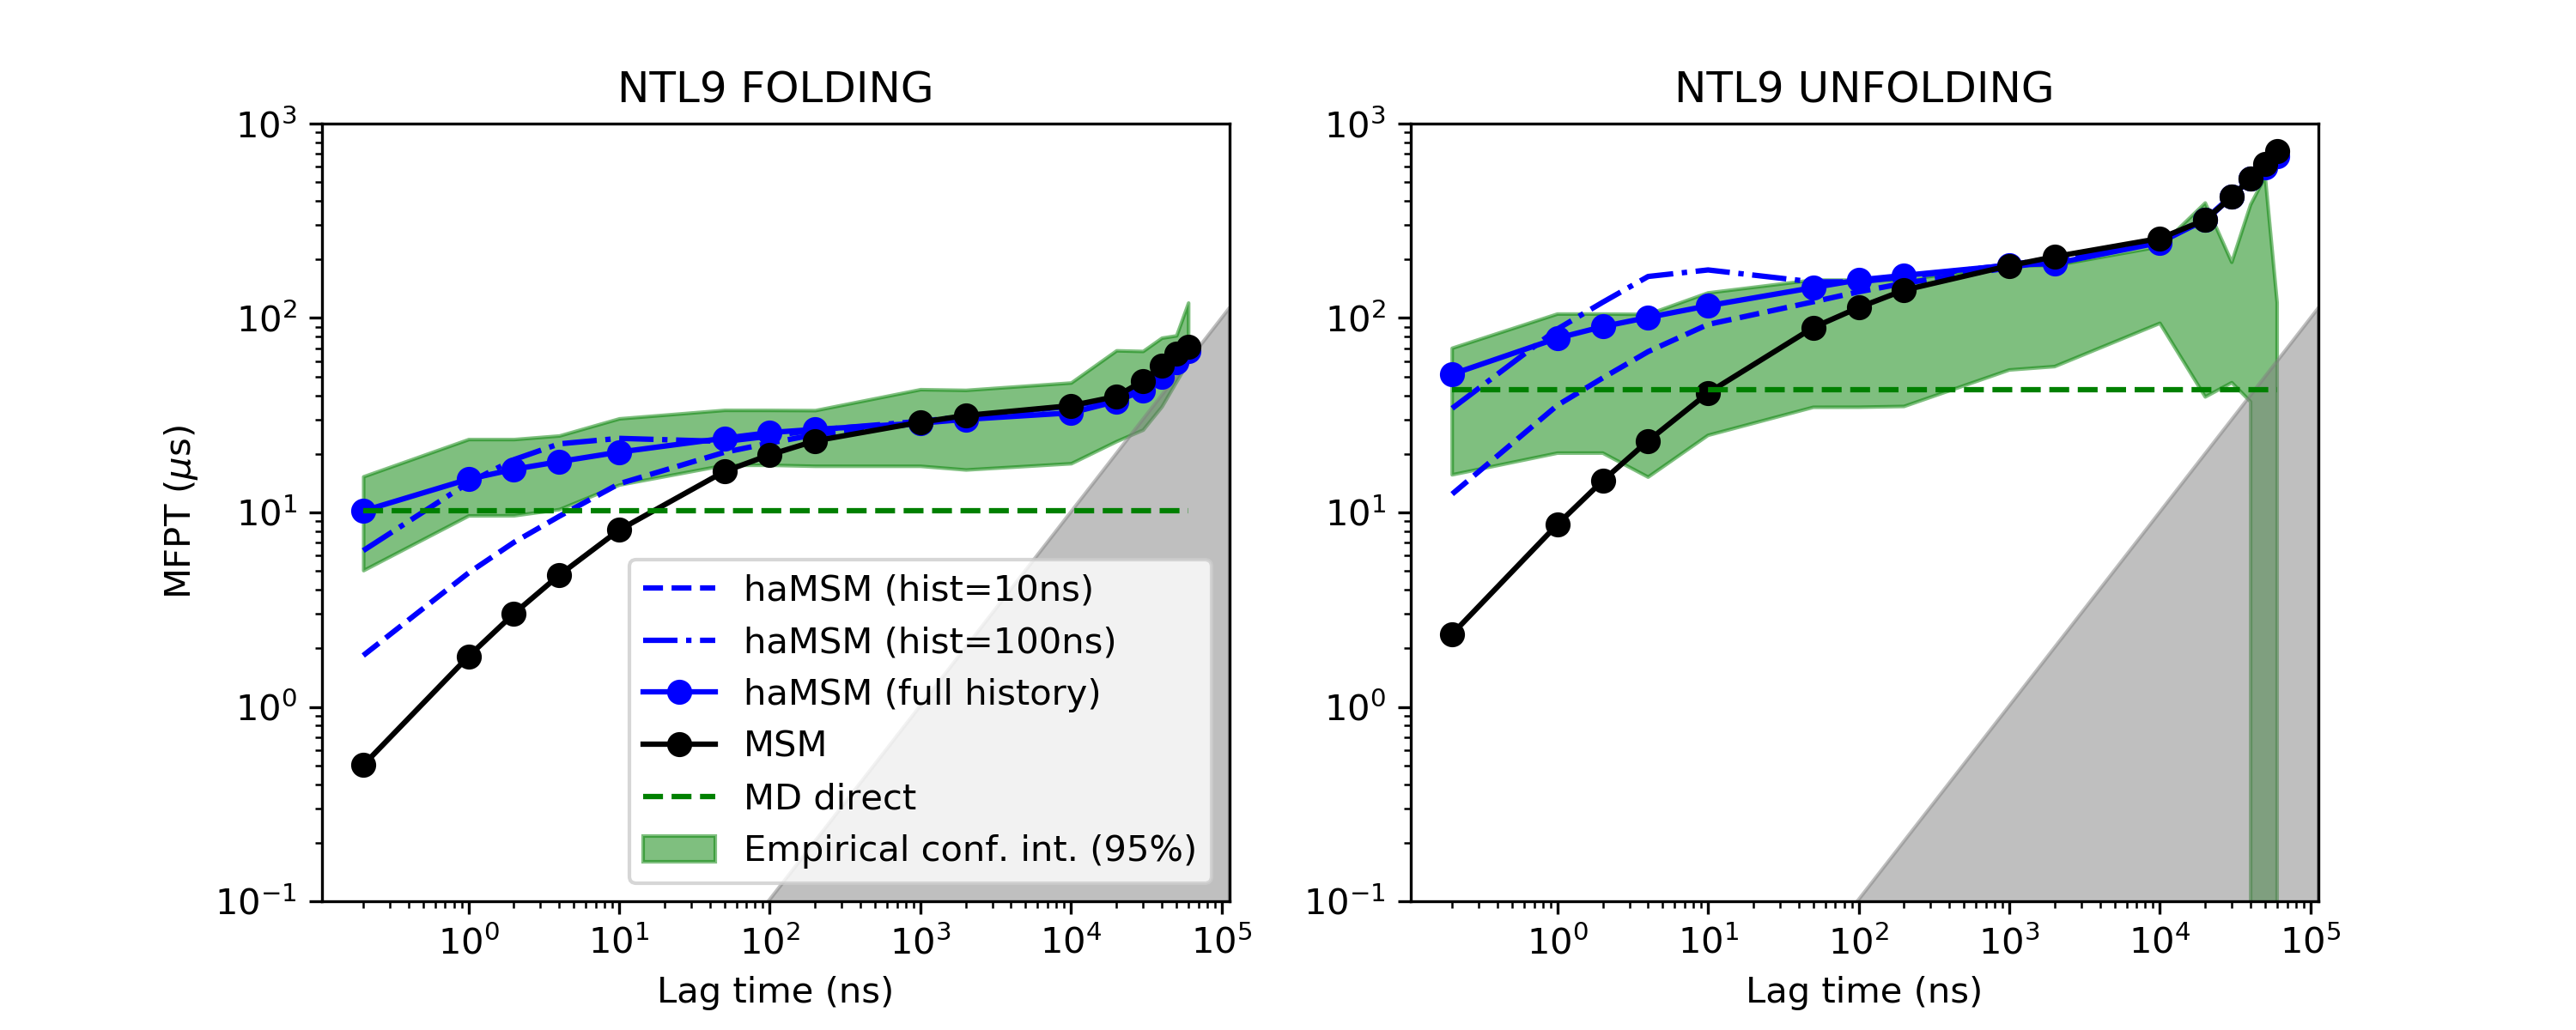 NTL9 FOLDING
10³
10²
10¹
10⁰
10⁻¹
MFPT (μs)
haMSM (hist=10ns)
haMSM (hist=100ns)
haMSM (full history)
MSM
MD direct
Empirical conf. int. (95%)
10⁰ 10¹ 10² 10³ 10⁴ 10⁵
Lag time (ns)
NTL9 UNFOLDING
10³
10²
10¹
10⁰
10⁻¹
10⁰ 10¹ 10² 10³ 10⁴ 10⁵
Lag time (ns)